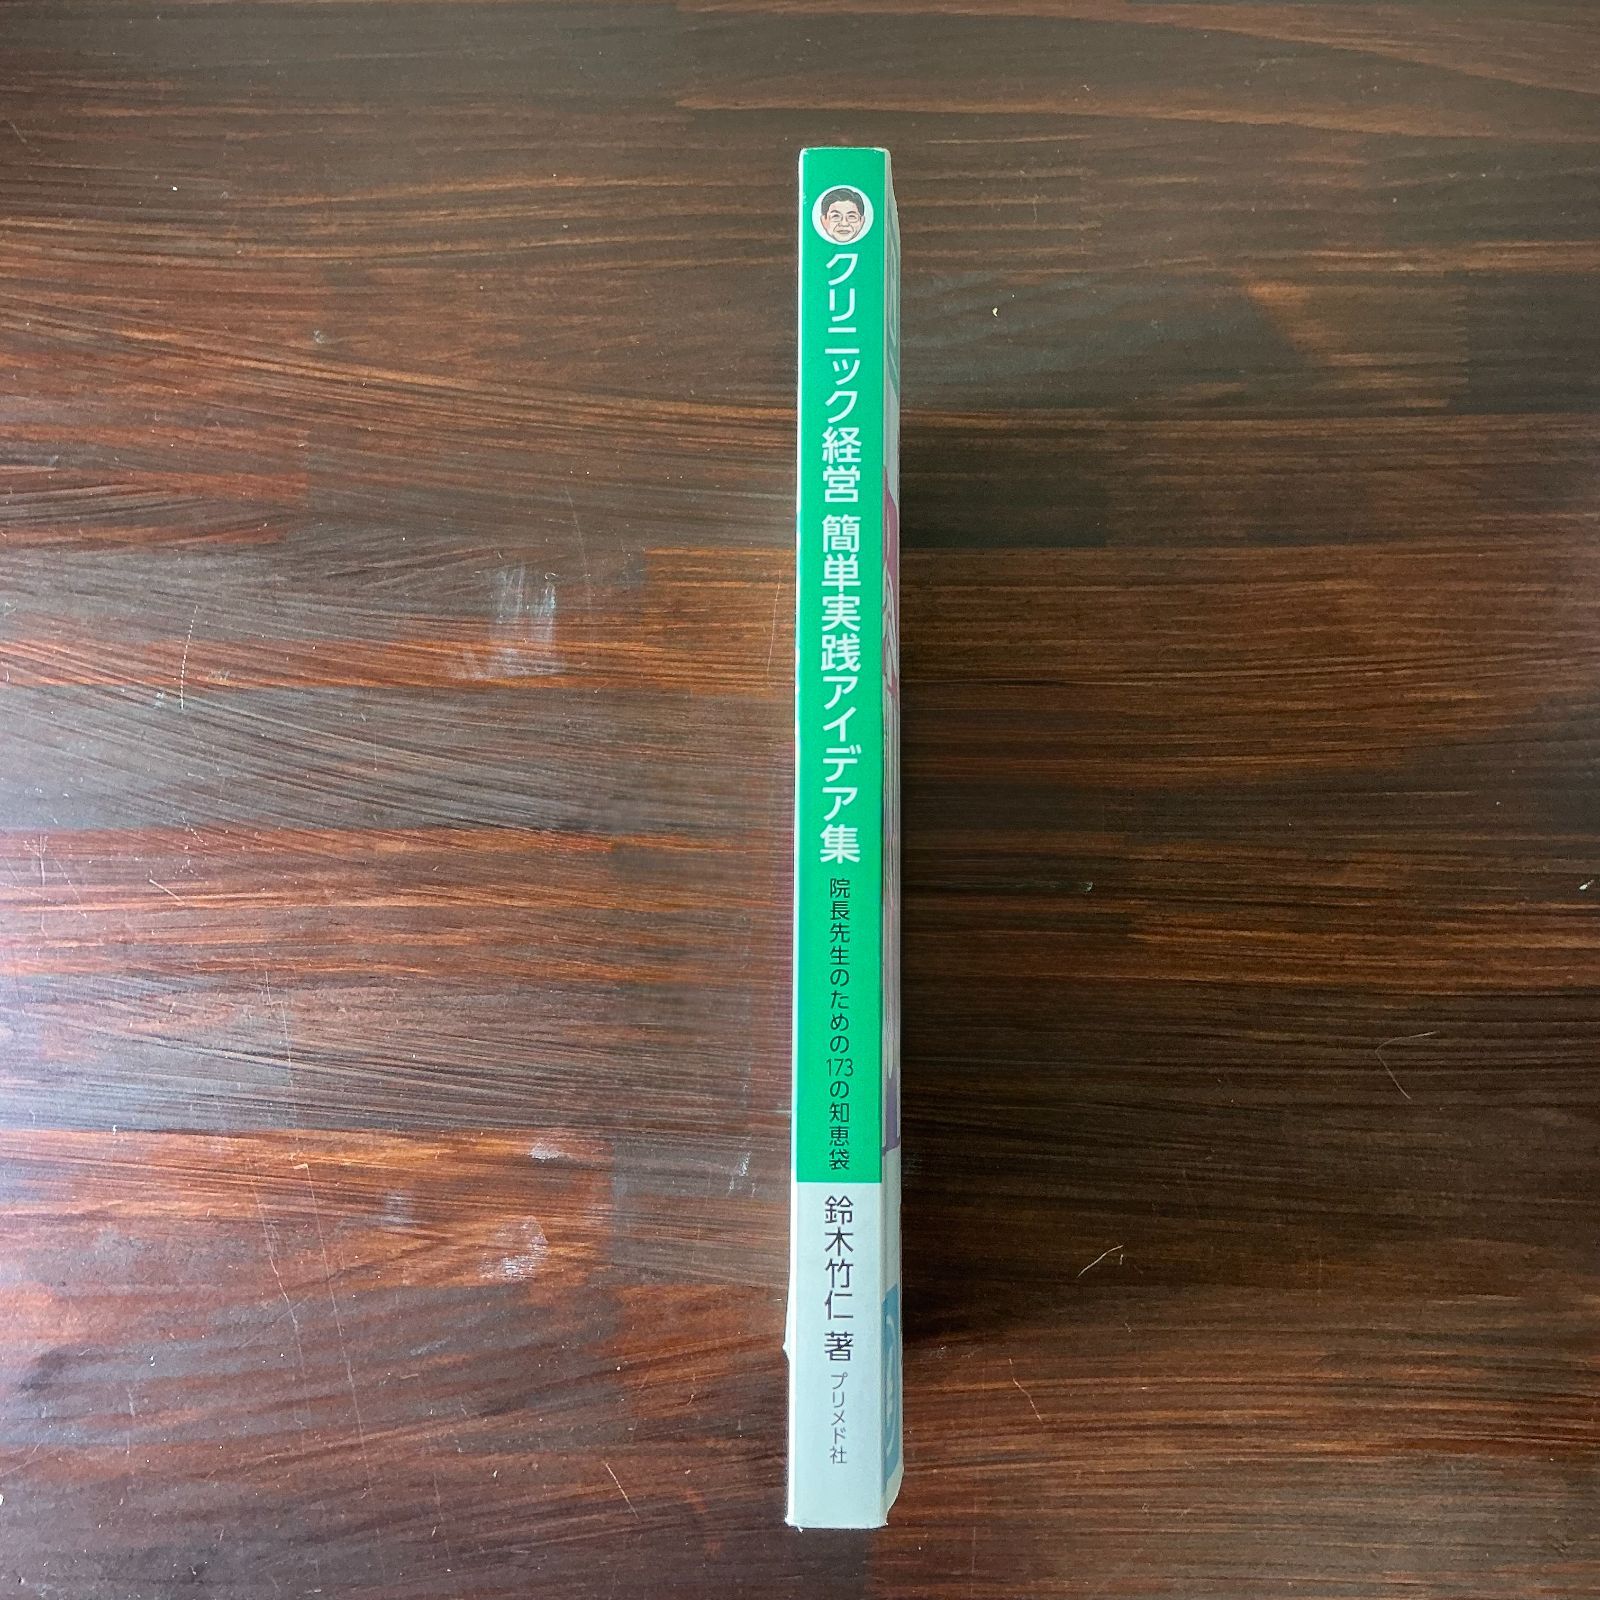 クリニック経営 簡単実践アイデア集
院長先生のための173の知恵袋
鈴木竹仁 著
プリメド社